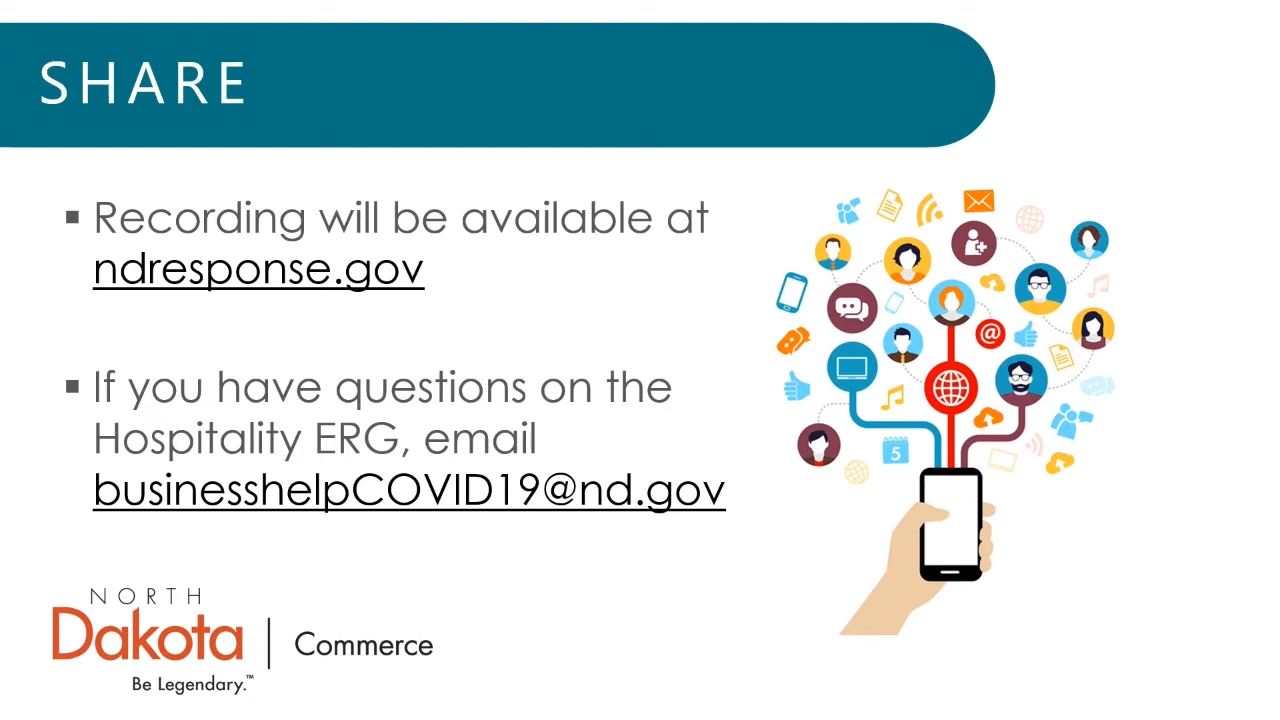 SHARE
▪ Recording will be available at
ndresponse.gov
▪ If you have questions on the
Hospitality ERG, email
businesshelpCOVID19@nd.gov
@
5
NORTH
Dakota
Be Legendary.™
Commerce